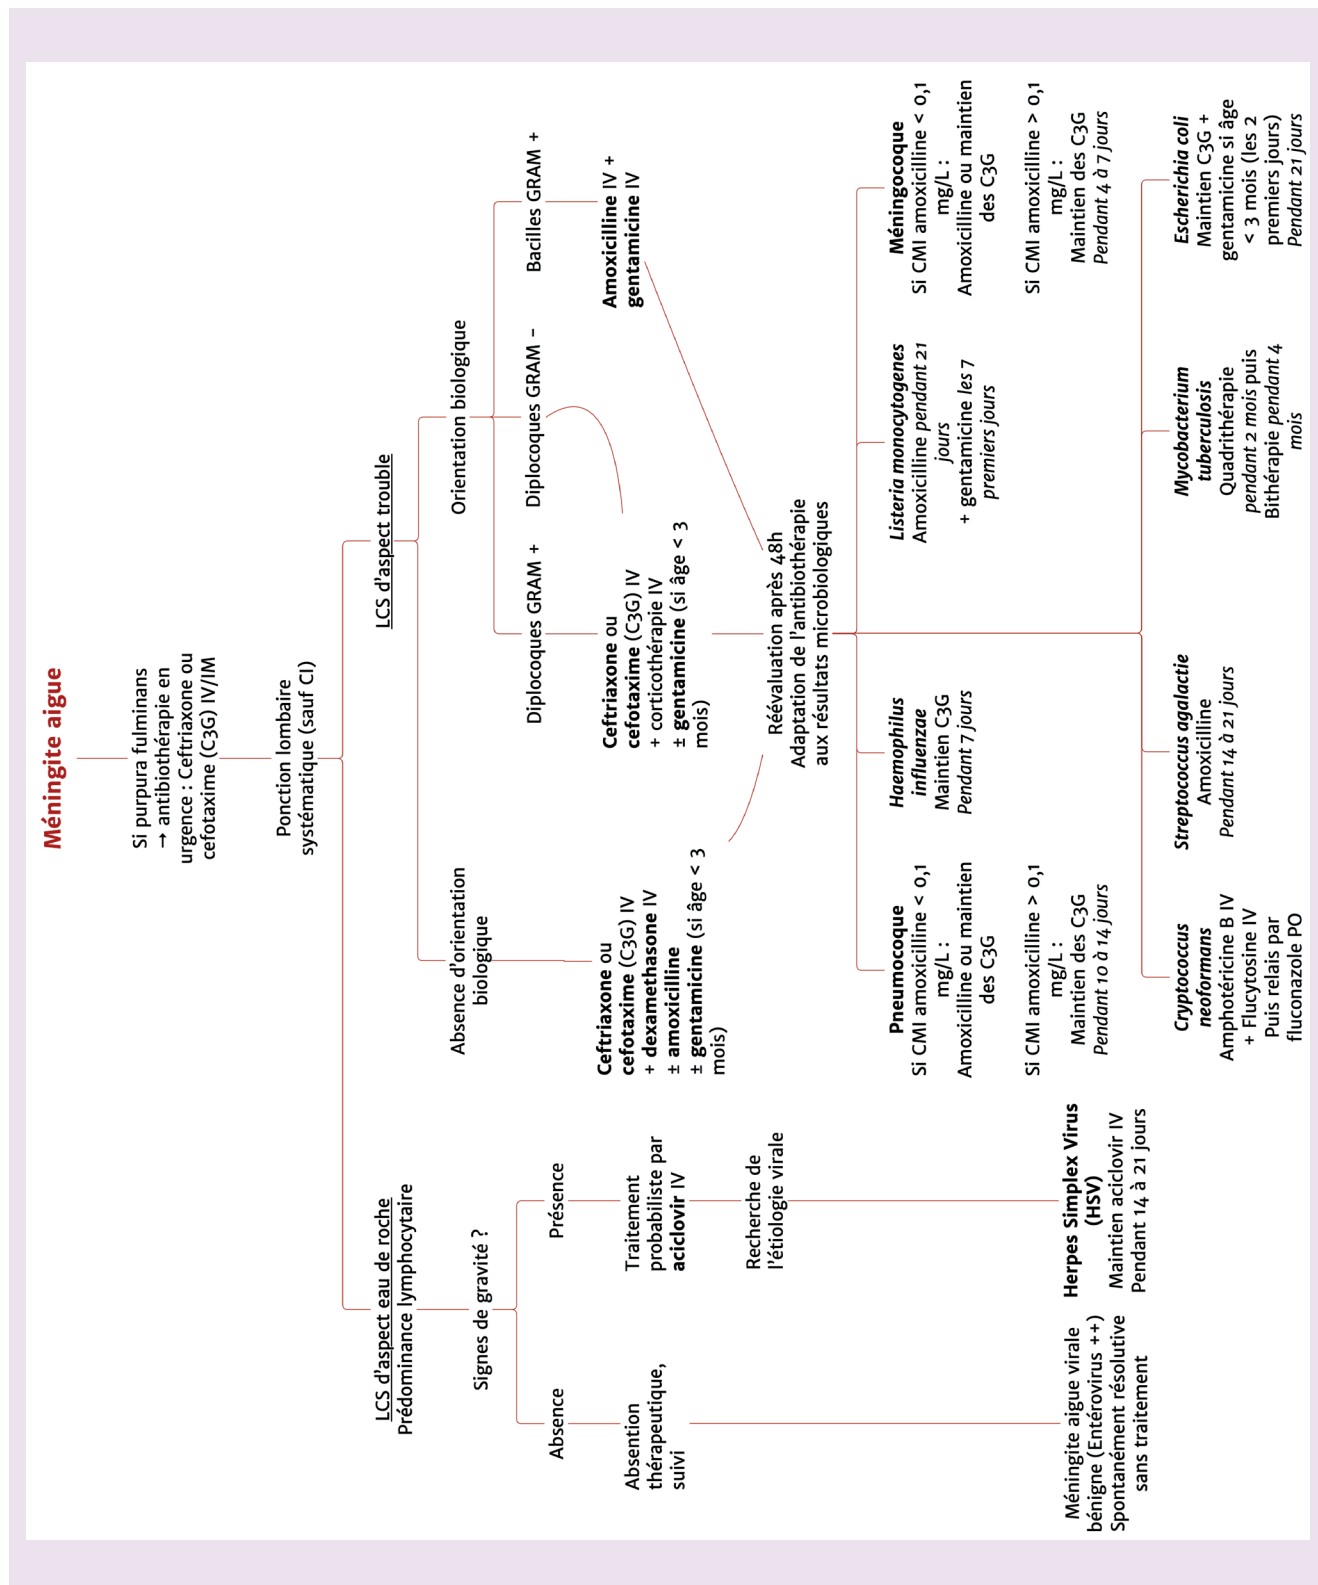 Méningite aigue
Si purpura fulminans
→ antibiothérapie en
urgence : Ceftriaxone ou
cefotaxime (C3G) IV/IM
Ponction lombaire
systématique (sauf CI)
LCS d’aspect eau de roche
Prédominance lymphocytaire
Signes de gravité ?
Absence
Absention
thérapeutique,
suivi
Méningite aigue virale
bénigne (Entérovirus ++)
Spontanément résolutive
sans traitement
Présence
Traitement
probabiliste par
aciclovir IV
Recherche de
l’étiologie virale
Herpes Simplex Virus
(HSV)
Maintien aciclovir IV
Pendant 14 à 21 jours
LCS d’aspect trouble
Absence d’orientation
biologique
Ceftriaxone ou
cefotaxime (C3G) IV
+ dexamethasone IV
± amoxicilline
± gentamicine (si âge < 3
mois)
Orientation biologique
Diplocoques GRAM +
Diplocoques GRAM –
Bacilles GRAM +
Ceftriaxone ou
cefotaxime (C3G) IV
+ corticothérapie IV
± gentamicine (si âge < 3
mois)
Amoxicilline IV +
gentamicine IV
Réévaluation après 48h
Adaptation de l’antibiothérapie
aux résultats microbiologiques
Pneumocoque
Si CMI amoxicilline < 0,1
mg/L :
Amoxicilline ou maintien
des C3G
Si CMI amoxicilline > 0,1
mg/L :
Maintien des C3G
Pendant 10 à 14 jours
Haemophilus
influenzae
Maintien C3G
Pendant 7 jours
Listeria monocytogenes
Amoxicilline pendant 21
jours
+ gentamicine les 7
premiers jours
Méningocoque
Si CMI amoxicilline < 0,1
mg/L :
Amoxicilline ou maintien
des C3G
Si CMI amoxicilline > 0,1
mg/L :
Maintien des C3G
Pendant 4 à 7 jours
Cryptococcus
neoformans
Amphotéricine B IV
+ Flucytosine IV
Puis relais par
fluconazole PO
Streptococcus agalactie
Amoxicilline
Pendant 14 à 21 jours
Mycobacterium
tuberculosis
Quadrithérapie
pendant 2 mois puis
Bithérapie pendant 4
mois
Escherichia coli
Maintien C3G +
gentamicine si âge
< 3 mois (les 2
premiers jours)
Pendant 21 jours